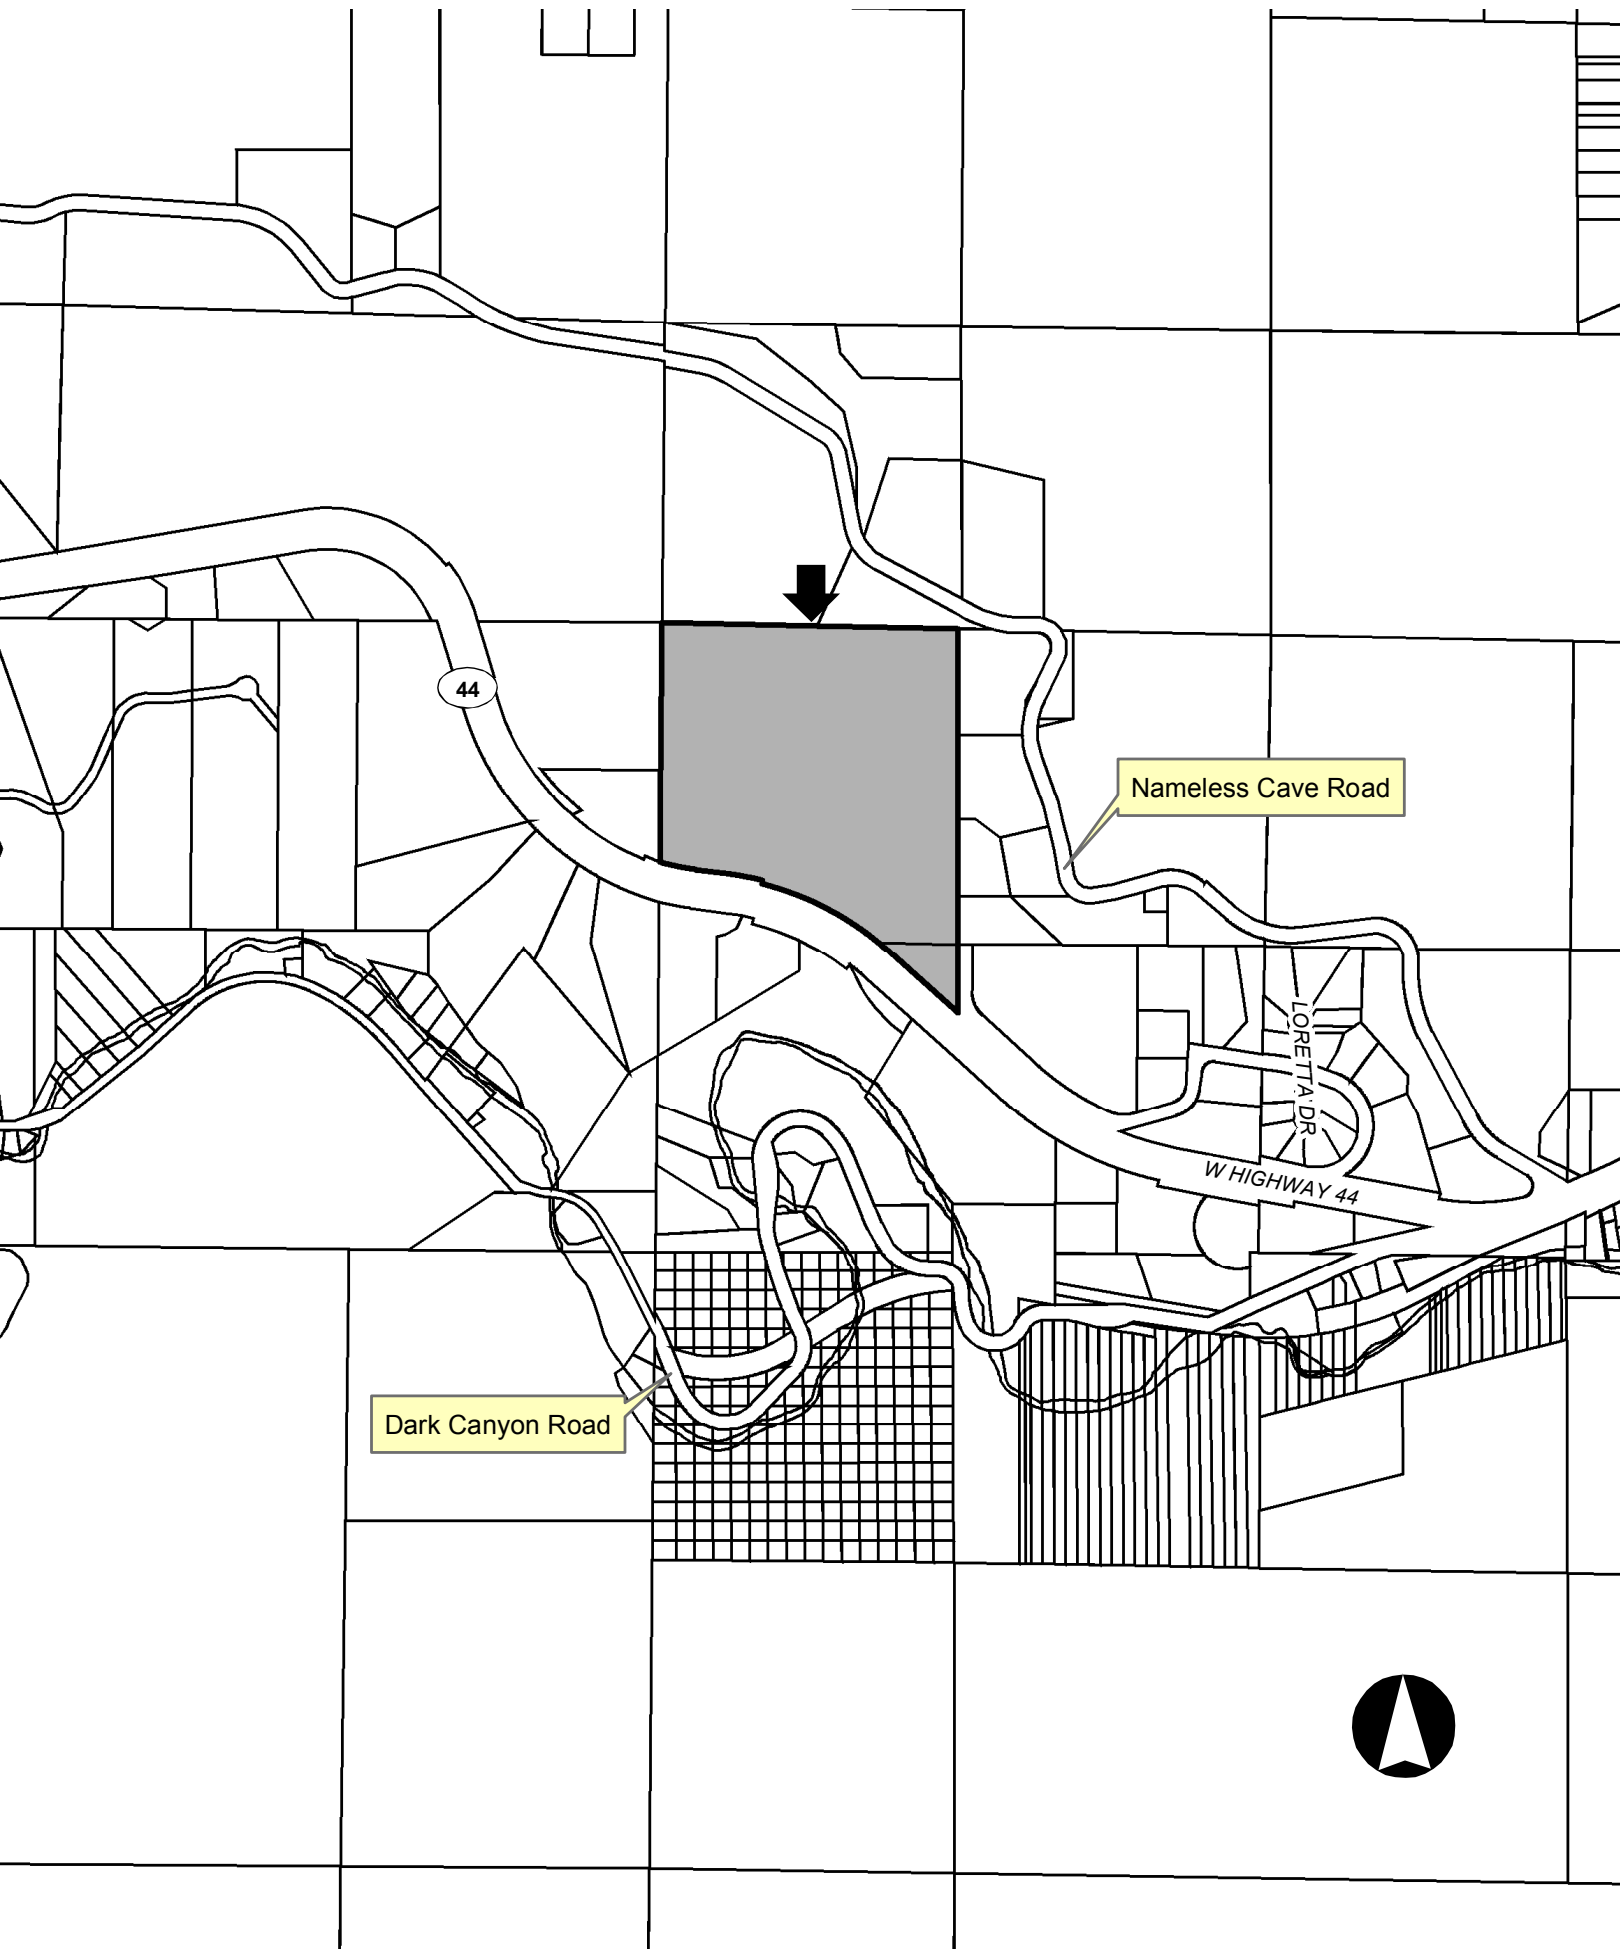 44
Nameless Cave Road
LORETTA DR
W HIGHWAY 44
Dark Canyon Road